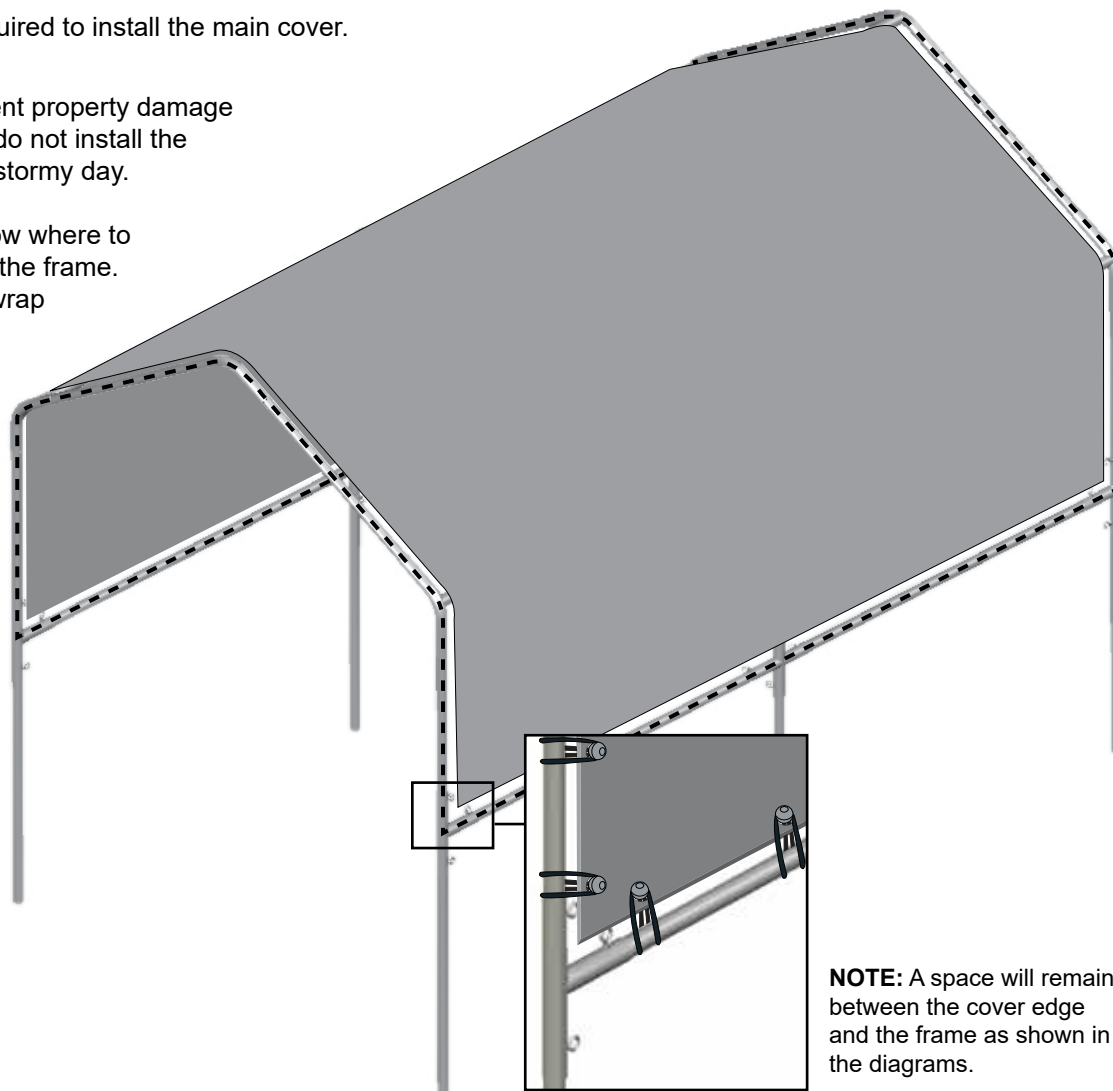 uired to install the main cover.
ent property damage
do not install the
stormy day.
ow where to
the frame.
wrap
NOTE: A space will remain
between the cover edge
and the frame as shown in
the diagrams.